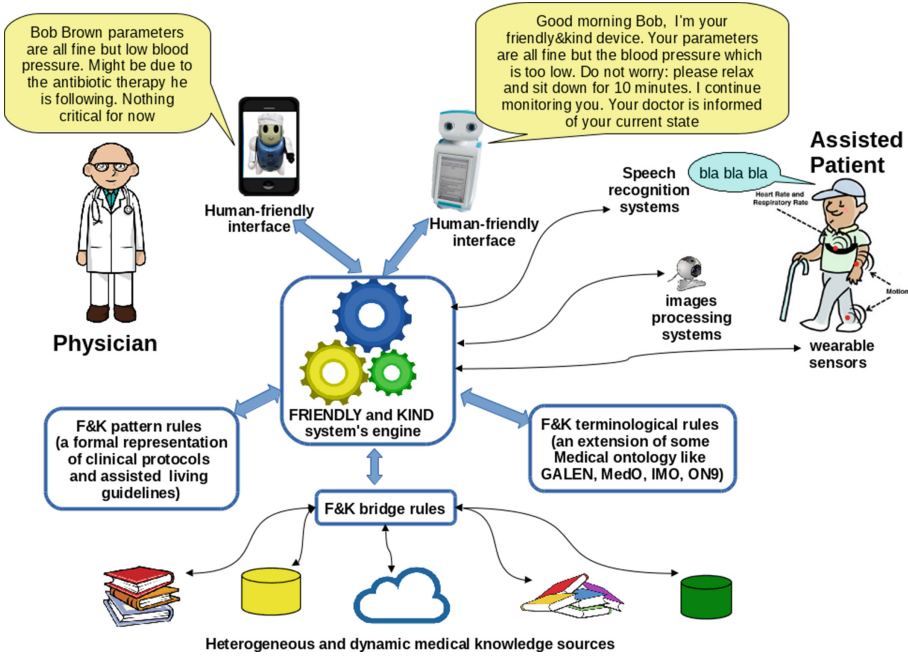 Bob Brown parameters
are all fine but low blood
pressure. Might be due to
the antibiotic therapy he
is following. Nothing
critical for now
Good morning Bob, I'm your
friendly&kind device. Your parameters
are all fine but the blood pressure which
is too low. Do not worry: please relax
and sit down for 10 minutes. I continue
monitoring you. Your doctor is informed
of your current state
Assisted
Patient
Speech
recognition
systems
bla bla bla
Heart Rate and
Respiratory Rate
Human-friendly
interface
Human-friendly
interface
Motion
images
processing
systems
Physician
wearable
sensors
FRIENDLY and KIND
system's engine
F&K pattern rules
(a formal representation
of clinical protocols
and assisted living
guidelines)
F&K terminological rules
(an extension of some
Medical ontology like
GALEN, MedO, IMO, ON9)
F&K bridge rules
Heterogeneous and dynamic medical knowledge sources